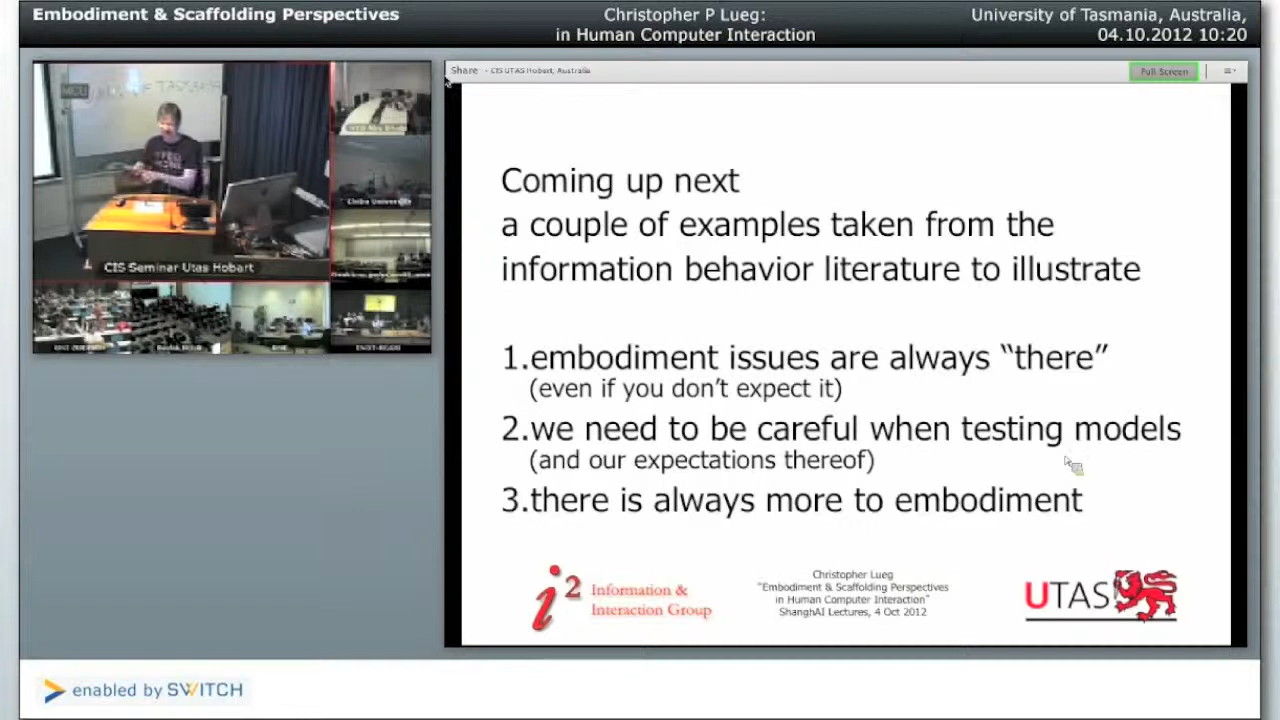 Embodiment & Scaffolding Perspectives
Christopher P Lueg:
in Human Computer Interaction
University of Tasmania, Australia,
04.10.2012 10:20
Share - CIS UTAS Hobart, Australia
Full Screen
CIS Seminar Utas Hobart
Coming up next
a couple of examples taken from the
information behavior literature to illustrate
1.embodiment issues are always “there”
(even if you don’t expect it)
2.we need to be careful when testing models
(and our expectations thereof)
3.there is always more to embodiment
i2 Information &
Interaction Group
Christopher Lueg
"Embodiment & Scaffolding Perspectives
in Human Computer Interaction"
ShanghAI Lectures, 4 Oct 2012
UTAS
enabled by SWITCH